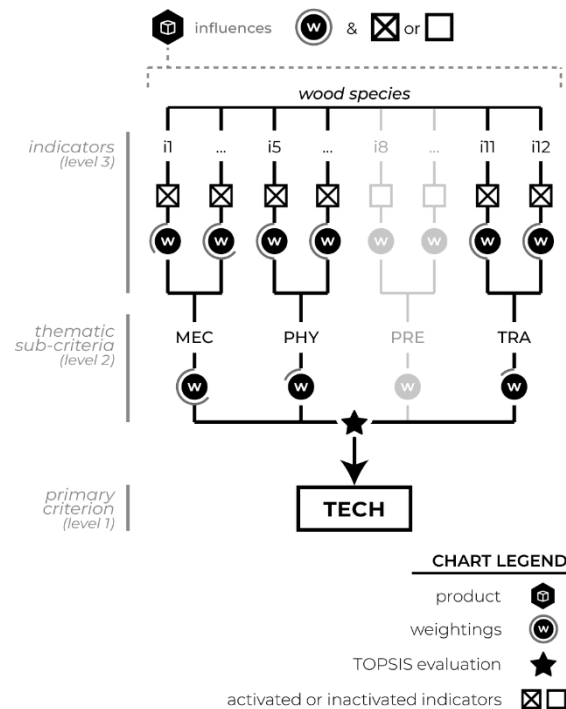 influences W & or
wood species
indicators
(level 3)
i1 ... i5 ... i8 ... i11 i12
W W W W W W W W
thematic
sub-criteria
(level 2)
MEC PHY PRE TRA
W W W W
primary
criterion
(level 1)
TECH
CHART LEGEND
product
weightings W
TOPSIS evaluation
activated or inactivated indicators